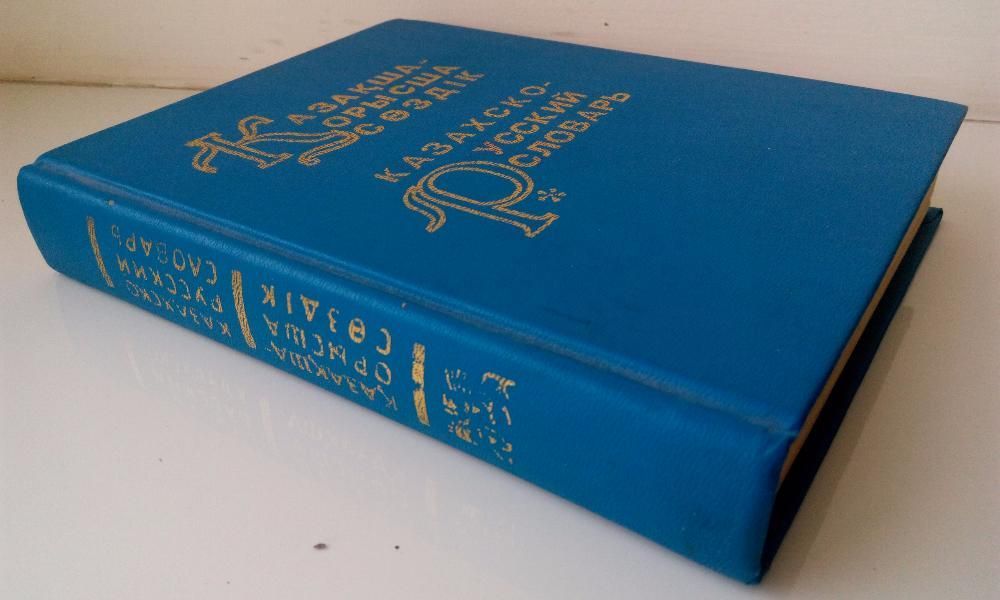 ҚАЗАҚША-
ОРЫСША
СӨЗДІК
КАЗАХСКО-
РУССКИЙ
СЛОВАРЬ
КАЗАХСКО
РУССКИЙ
СЛОВАРЬ
ҚАЗАҚША-
ОРЫСША
СӨЗДІК